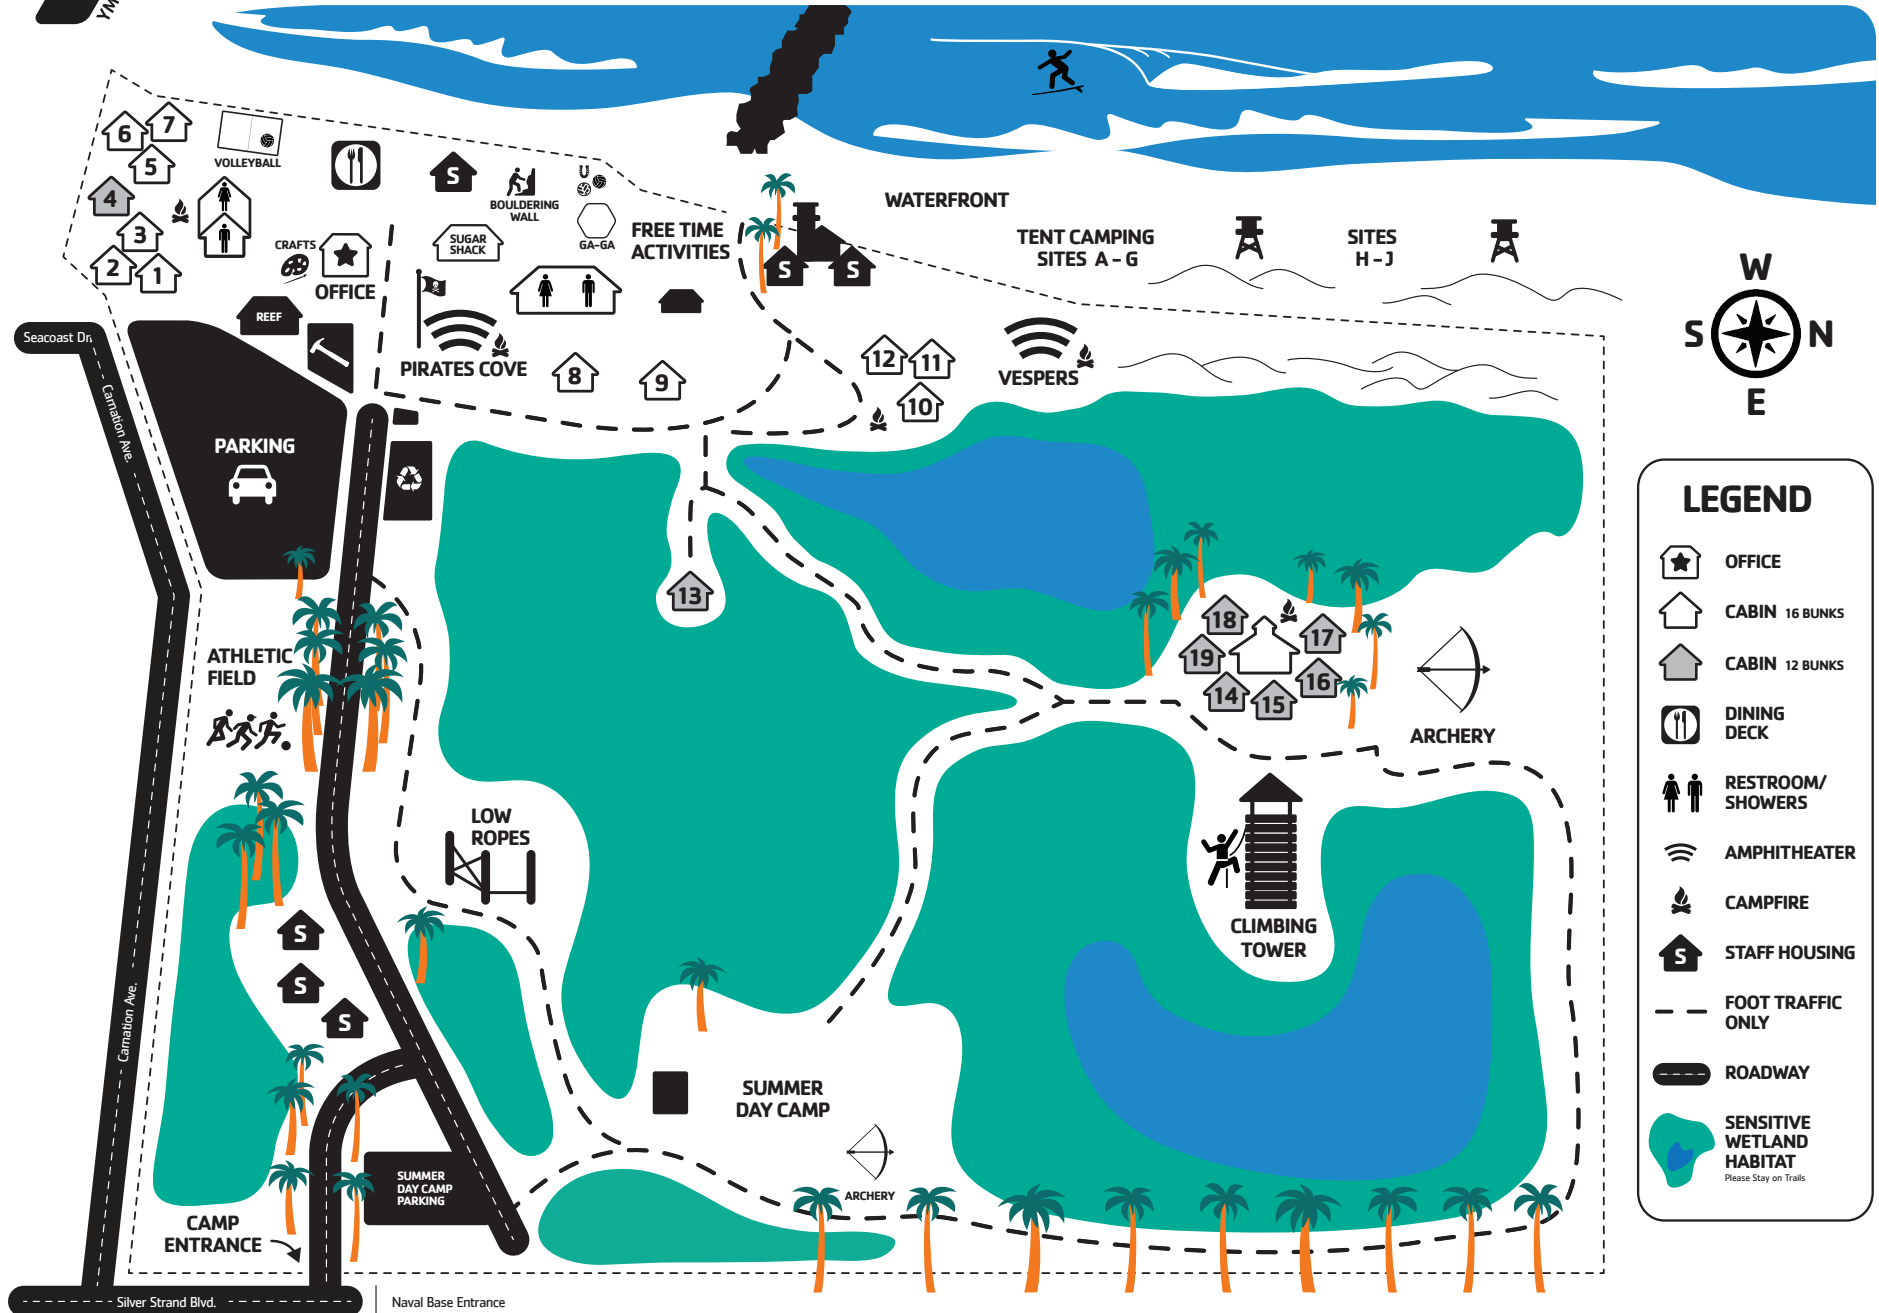 YM
6
7
5
4
3
2
1
VOLLEYBALL
S
BOULDERING
WALL
GA-GA
SUGAR
SHACK
CRAFTS
OFFICE
REEF
FREE TIME
ACTIVITIES
S
S
WATERFRONT
TENT CAMPING
SITES A - G
SITES
H - J
PIRATES COVE
8
9
12
11
10
VESPERS
W
S
N
E
Seacoast Dr.
Carnation Ave.
PARKING
13
18
17
19
16
14
15
ARCHERY
ATHLETIC
FIELD
LOW
ROPES
CLIMBING
TOWER
S
S
S
Carnation Ave.
SUMMER
DAY CAMP
SUMMER
DAY CAMP
PARKING
ARCHERY
CAMP
ENTRANCE
Silver Strand Blvd.
Naval Base Entrance
LEGEND
OFFICE
CABIN 16 BUNKS
CABIN 12 BUNKS
DINING
DECK
RESTROOM/
SHOWERS
AMPHITHEATER
CAMPFIRE
S STAFF HOUSING
FOOT TRAFFIC
ONLY
ROADWAY
SENSITIVE
WETLAND
HABITAT
Please Stay on Trails